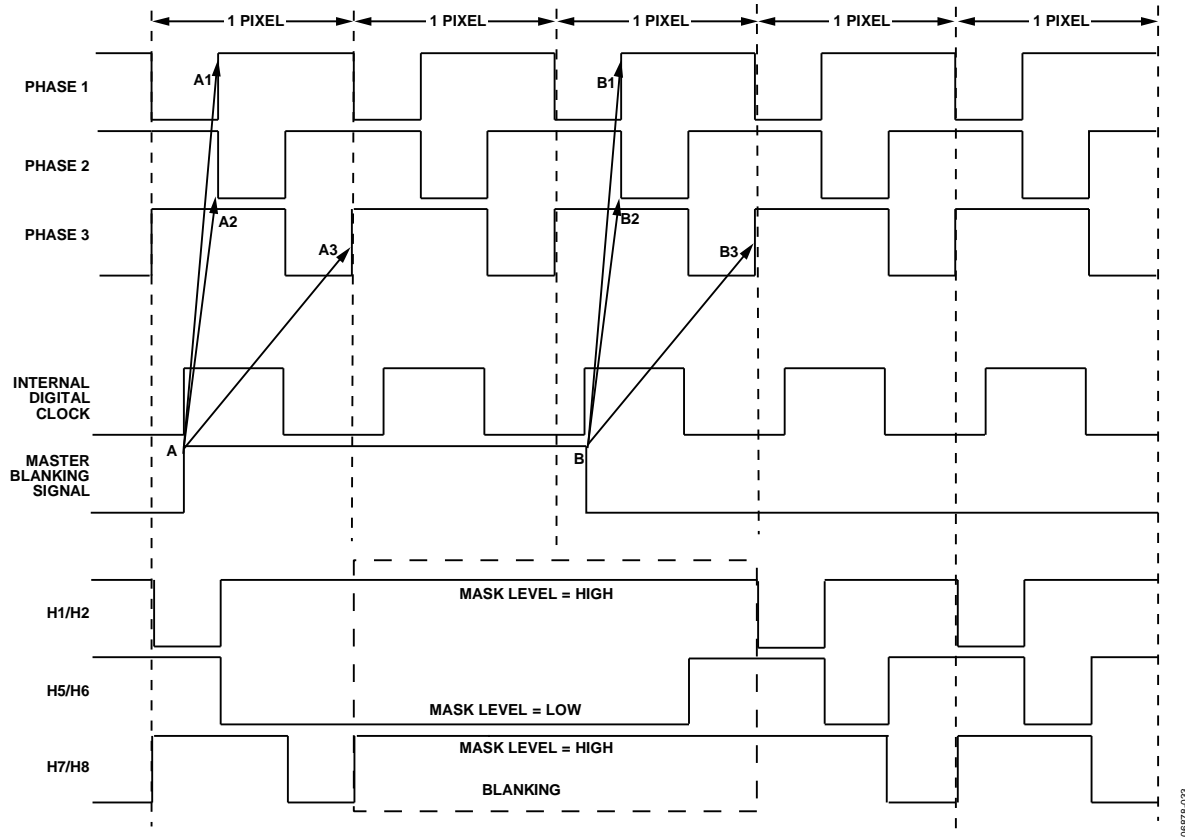 1 PIXEL 1 PIXEL 1 PIXEL 1 PIXEL 1 PIXEL
PHASE 1
A1
B1
PHASE 2
A2
B2
PHASE 3
A3
B3
INTERNAL
DIGITAL
CLOCK
A
B
MASTER
BLANKING
SIGNAL
H1/H2
MASK LEVEL = HIGH
H5/H6
MASK LEVEL = LOW
H7/H8
MASK LEVEL = HIGH
BLANKING
06878-033